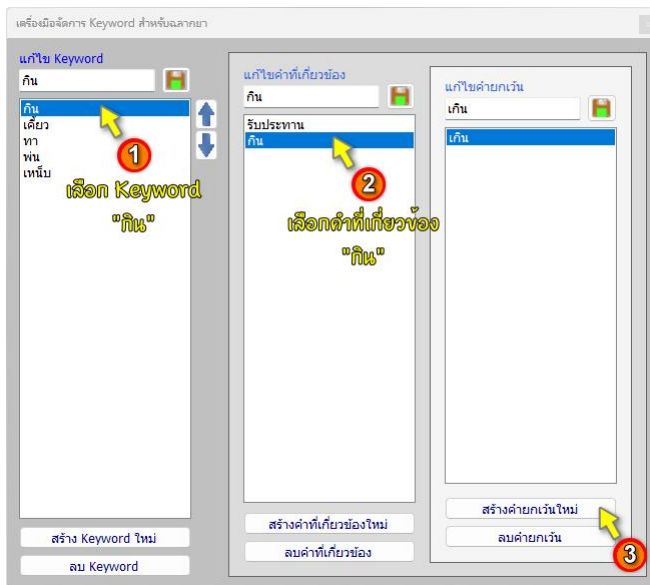 เครื่องมือจัดการ Keyword สำหรับฉลากยา
แก้ไข Keyword
กิน
กิน
เคี้ยว
ทา
พ่น
เหน็บ
1
เลือก Keyword
"กิน"
สร้าง Keyword ใหม่
ลบ Keyword
แก้ไขคำที่เกี่ยวข้อง
กิน
รับประทาน
กิน
2
เลือกคำที่เกี่ยวข้อง
"กิน"
สร้างคำที่เกี่ยวข้องใหม่
ลบคำที่เกี่ยวข้อง
แก้ไขคำยกเว้น
เกิน
เกิน
สร้างคำยกเว้นใหม่
ลบคำยกเว้น
3